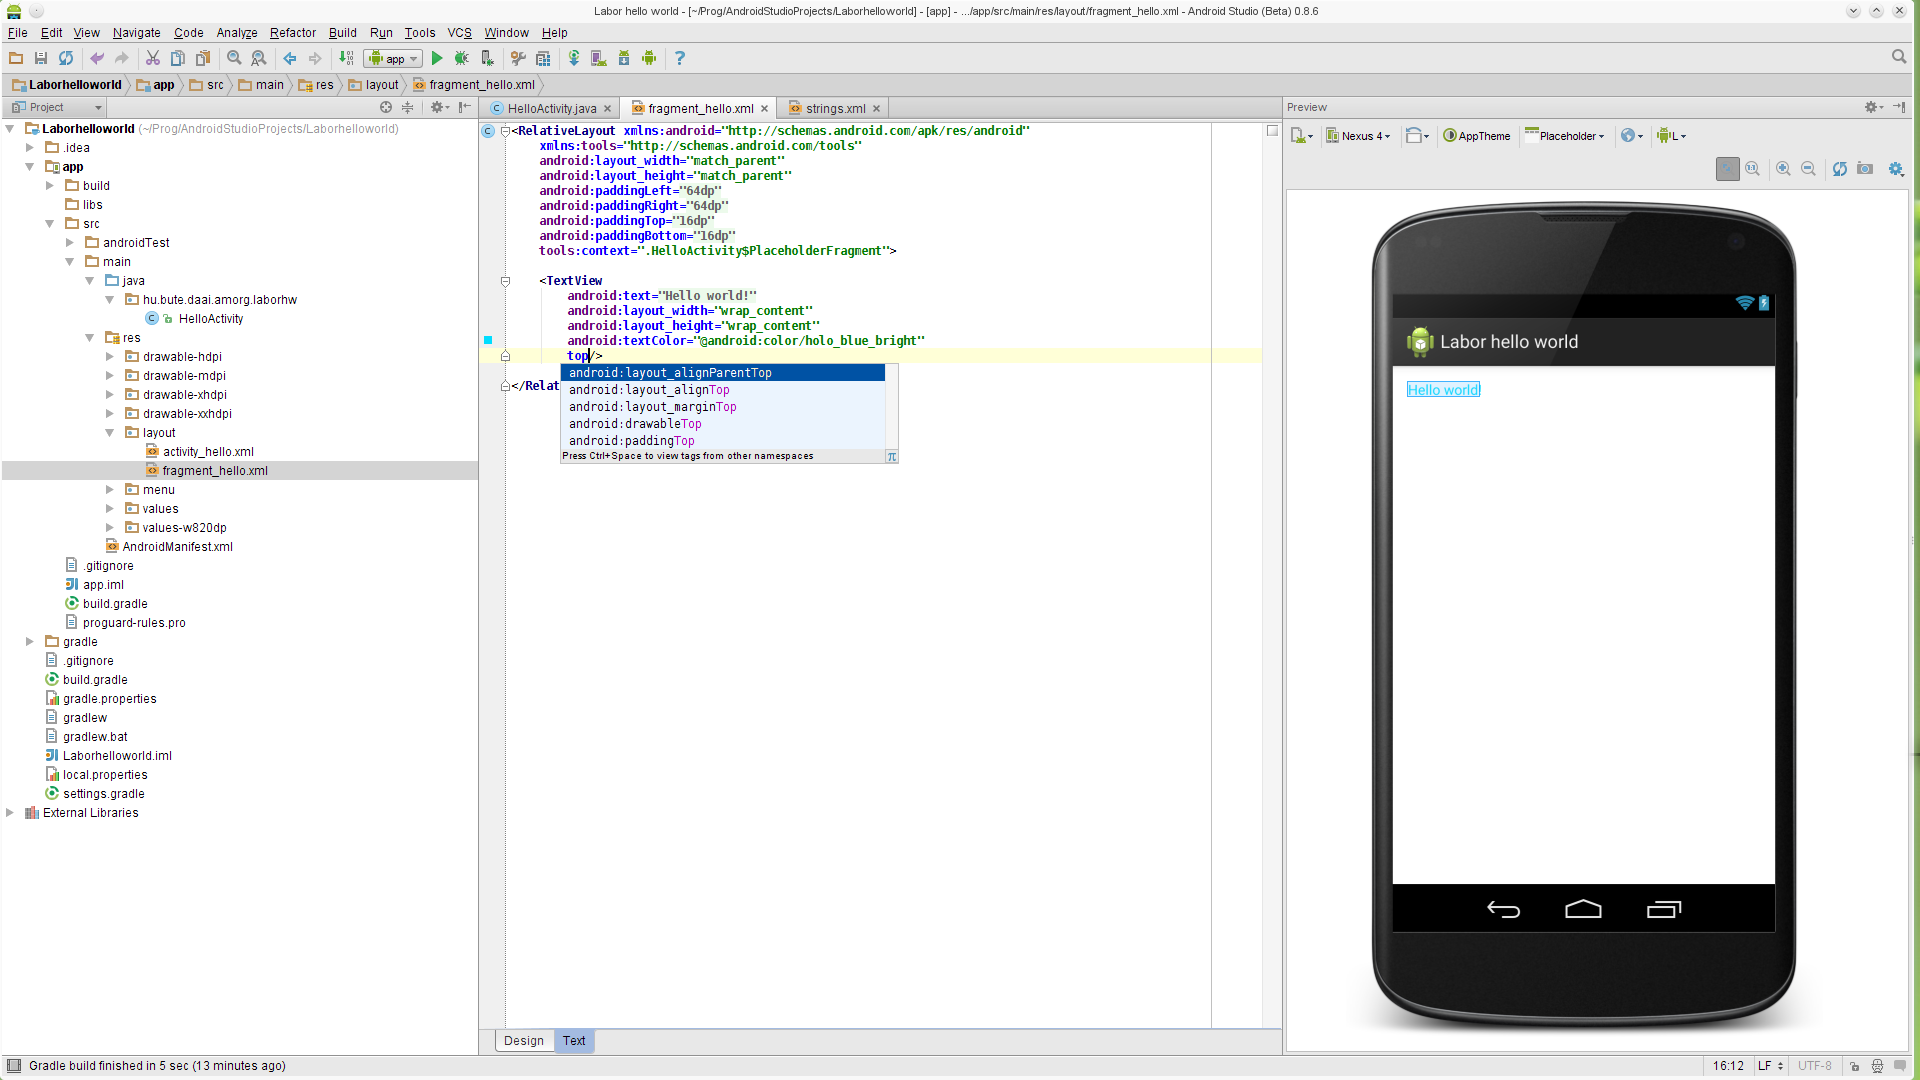 Labor hello world - [~/Prog/AndroidStudioProjects/Laborhelloworld] - [app] - .../app/src/main/res/layout/fragment_hello.xml - Android Studio (Beta) 0.8.6
File Edit View Navigate Code Analyze Refactor Build Run Tools VCS Window Help
app
Laborhelloworld app src main res layout fragment_hello.xml
Project
HelloActivity.java fragment_hello.xml strings.xml
Laborhelloworld (~/Prog/AndroidStudioProjects/Laborhelloworld)
.idea
app
build
libs
src
androidTest
main
java
hu.bute.daai.amorg.laborhw
HelloActivity
res
drawable-hdpi
drawable-mdpi
drawable-xhdpi
drawable-xxhdpi
layout
activity_hello.xml
fragment_hello.xml
menu
values
values-w820dp
AndroidManifest.xml
.gitignore
app.iml
build.gradle
proguard-rules.pro
gradle
.gitignore
build.gradle
gradle.properties
gradlew
gradlew.bat
Laborhelloworld.iml
local.properties
settings.gradle
External Libraries
<RelativeLayout xmlns:android="http://schemas.android.com/apk/res/android"
xmlns:tools="http://schemas.android.com/tools"
android:layout_width="match_parent"
android:layout_height="match_parent"
android:paddingLeft="64dp"
android:paddingRight="64dp"
android:paddingTop="16dp"
android:paddingBottom="16dp"
tools:context=".HelloActivity$PlaceholderFragment">
<TextView
android:text="Hello world!"
android:layout_width="wrap_content"
android:layout_height="wrap_content"
android:textColor="@android:color/holo_blue_bright"
top/>
android:layout_alignParentTop
android:layout_alignTop
android:layout_marginTop
android:drawableTop
android:paddingTop
Press Ctrl+Space to view tags from other namespaces π
</Relat
Design Text
Preview
Nexus 4 AppTheme Placeholder L
1:1
Labor hello world
Hello world!
Gradle build finished in 5 sec (13 minutes ago)
16:12 LF UTF-8